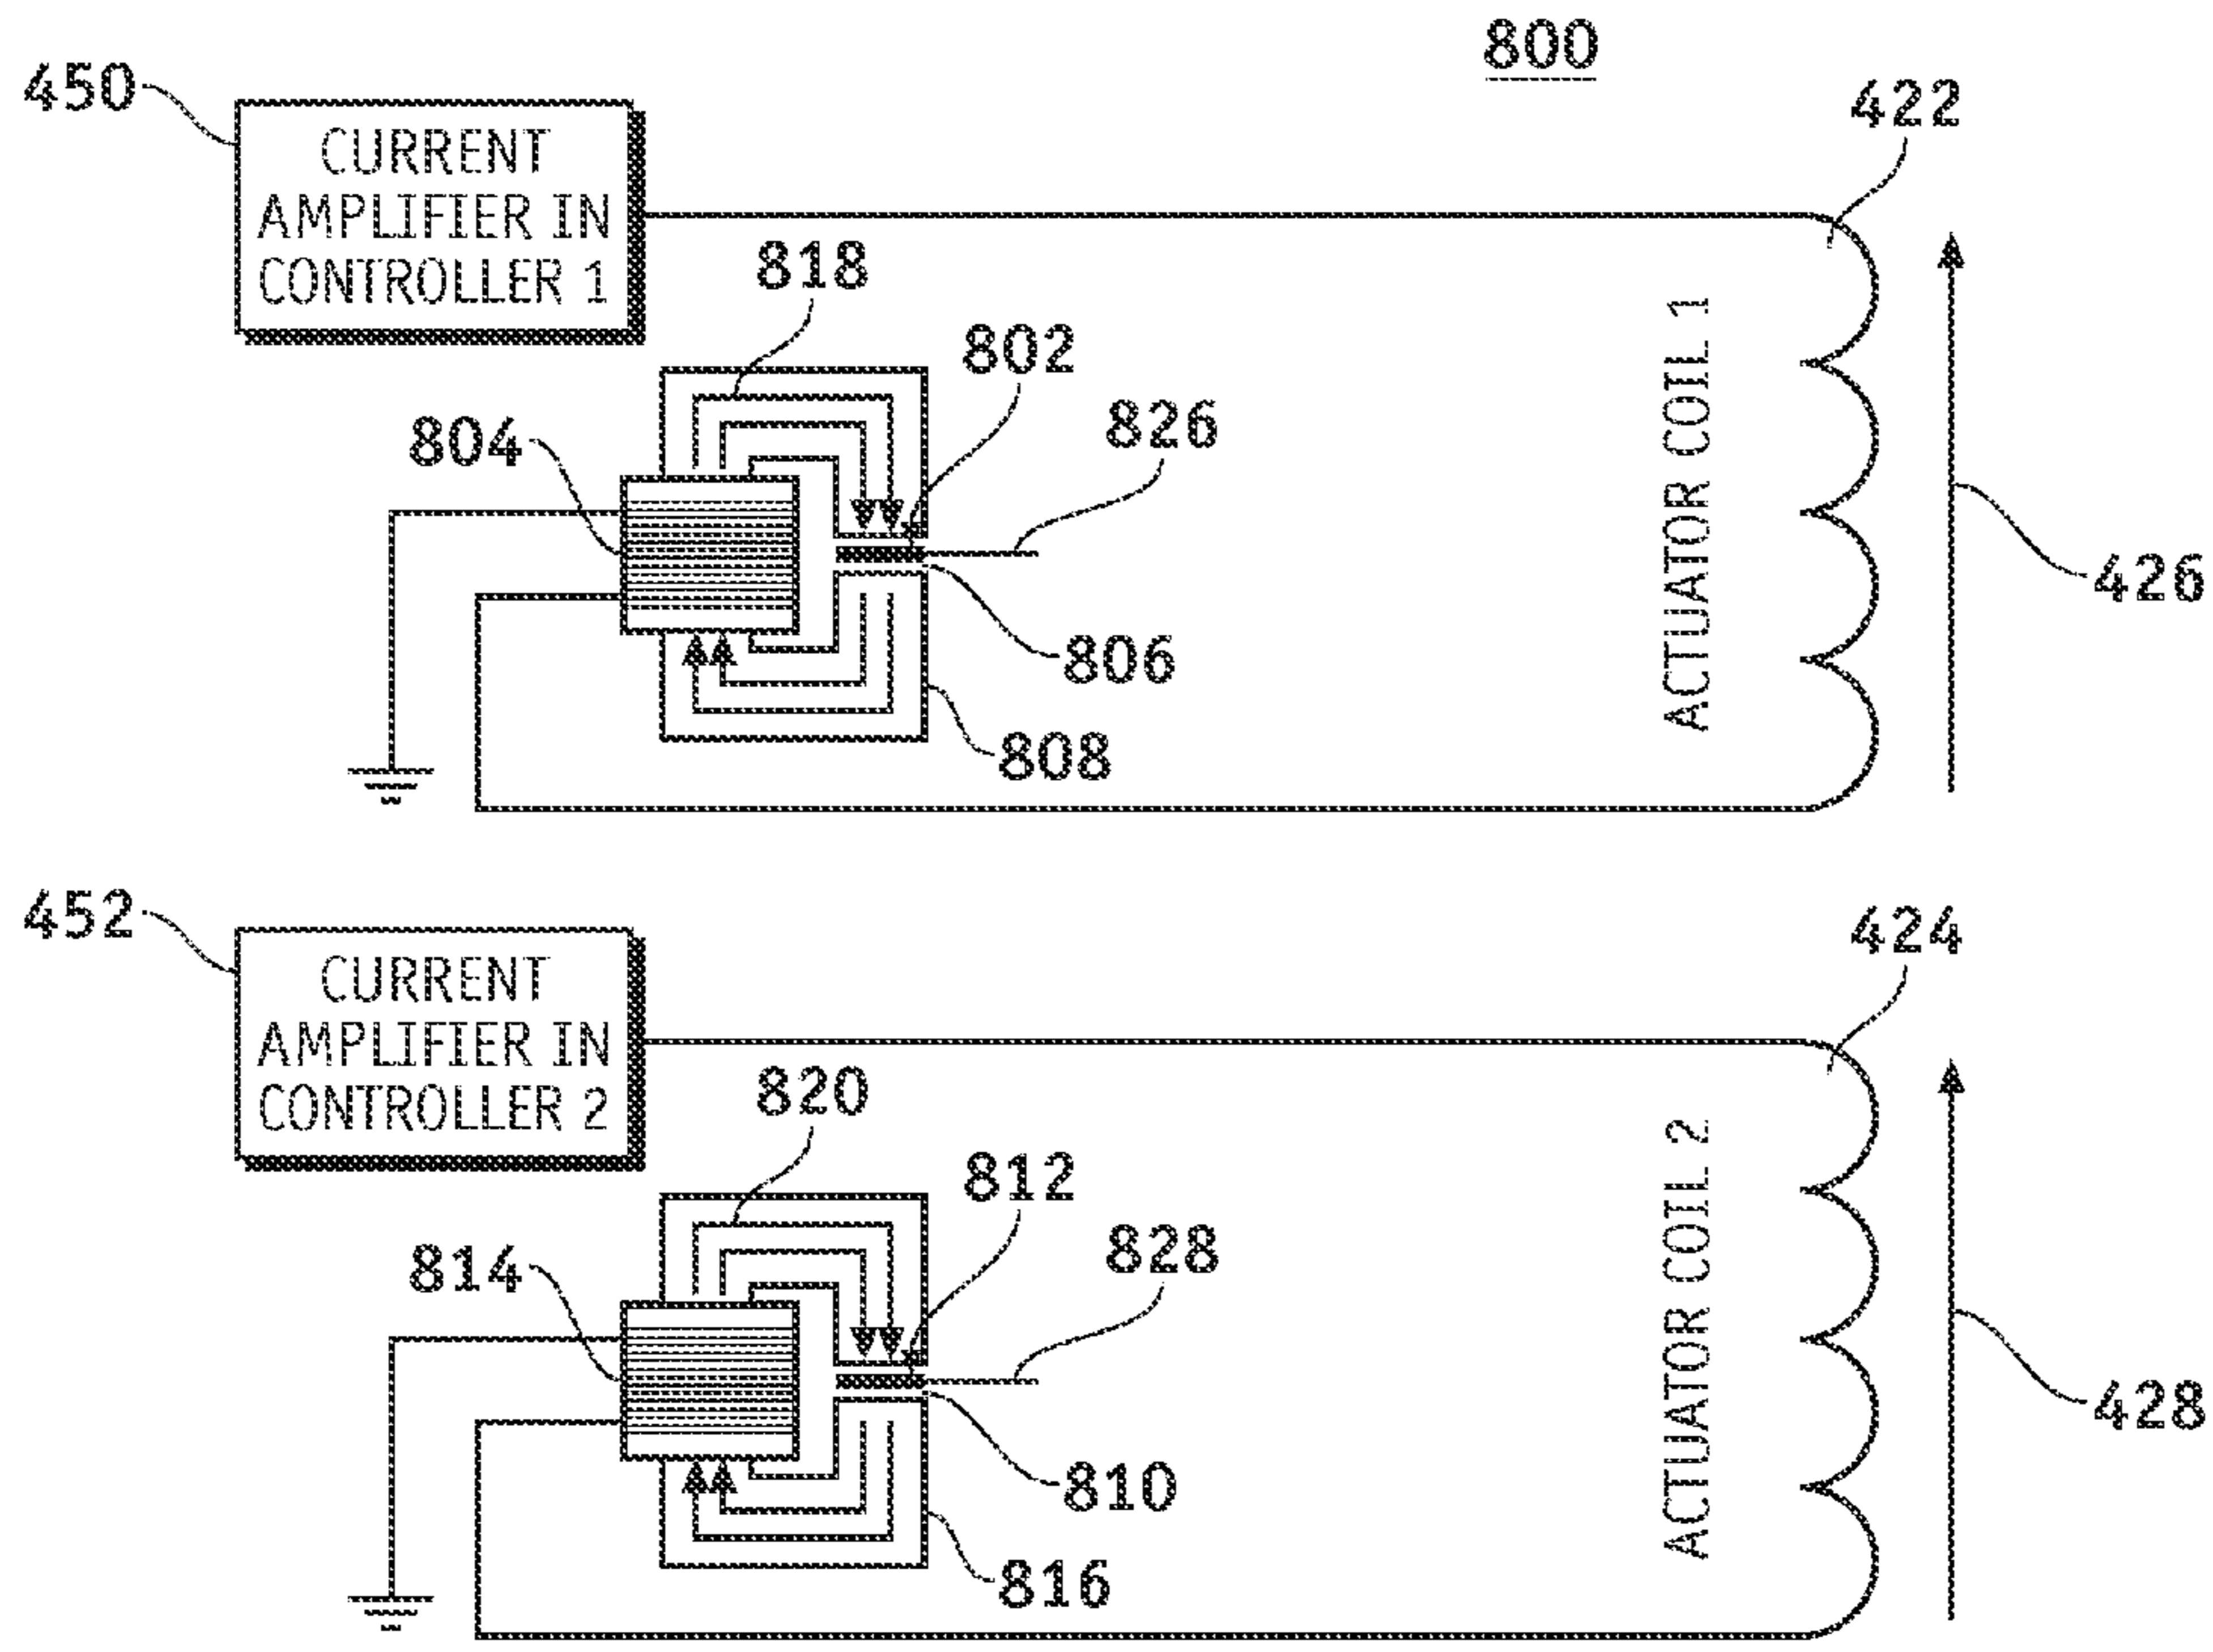 800
450
CURRENT
AMPLIFIER IN
CONTROLLER 1
422
818
802
826
804
ACTUATOR COIL 1
426
806
808
452
CURRENT
AMPLIFIER IN
CONTROLLER 2
424
820
812
828
814
ACTUATOR COIL 2
428
810
816